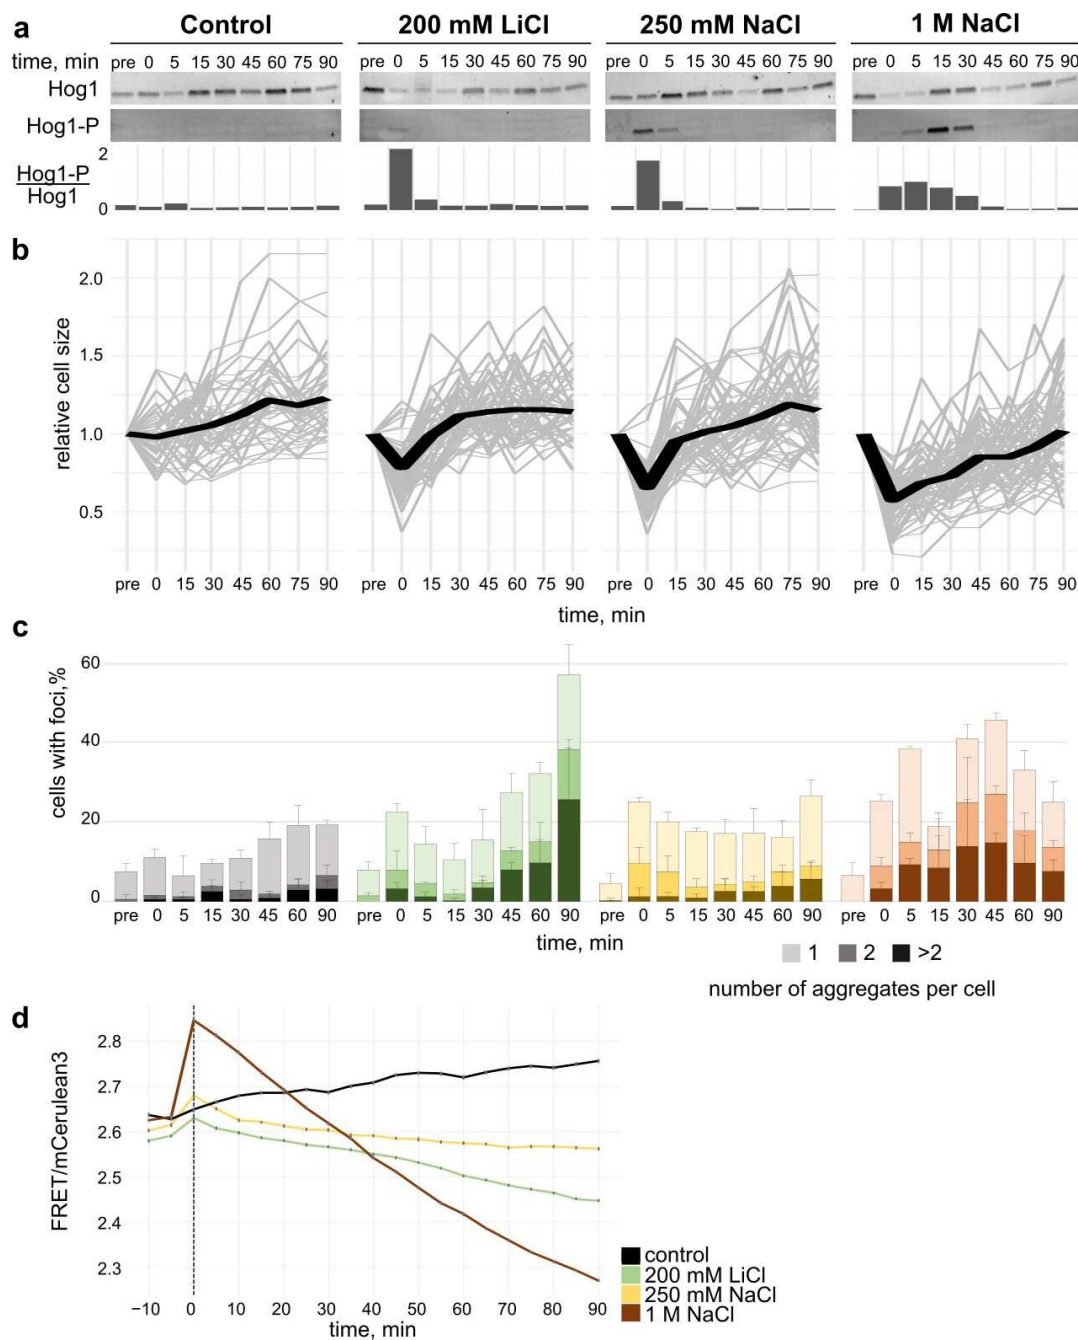 a
Control
200 mM LiCl
250 mM NaCl
1 M NaCl
time, min
pre 0 5 15 30 45 60 75 90
pre 0 5 15 30 45 60 75 90
pre 0 5 15 30 45 60 75 90
pre 0 5 15 30 45 60 75 90
Hog1
Hog1-P
Hog1-P
Hog1
2
0
b
relative cell size
2.0
1.5
1.0
0.5
pre 0 15 30 45 60 75 90
pre 0 15 30 45 60 75 90
pre 0 15 30 45 60 75 90
pre 0 15 30 45 60 75 90
time, min
c
cells with foci,%
60
40
20
0
pre 0 5 15 30 45 60 90
pre 0 5 15 30 45 60 90
pre 0 5 15 30 45 60 90
pre 0 5 15 30 45 60 90
time, min
1 2 >2
number of aggregates per cell
d
FRET/mCerulean3
2.8
2.7
2.6
2.5
2.4
2.3
−10 0 10 20 30 40 50 60 70 80 90
time, min
control
200 mM LiCl
250 mM NaCl
1 M NaCl